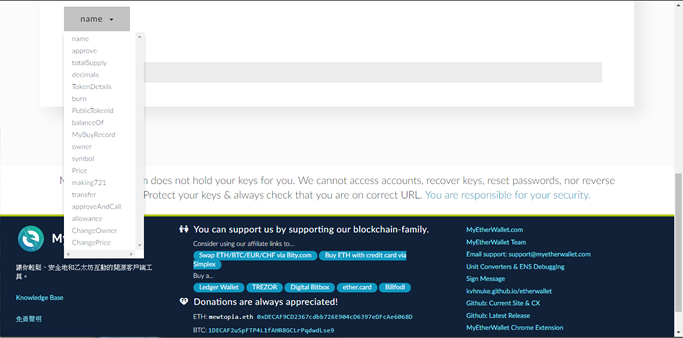 name
name
approve
totalSupply
decimals
TokenDetails
burn
PublicTokenId
balanceOf
MyBuyRecord
owner
symbol
Price
making721
transfer
approveAndCall
allowance
ChangeOwner
ChangePrice
does not hold your keys for you. We cannot access accounts, recover keys, reset passwords, nor reverse
Protect your keys & always check that you are on correct URL. You are responsible for your security.
讓你輕鬆、安全地和乙太坊互動的開源客戶端工
具。
Knowledge Base
免責聲明
You can support us by supporting our blockchain-family.
Consider using our affiliate links to...
Swap ETH/BTC/EUR/CHF via Bity.com
Buy ETH with credit card via
Simplex
Buy a...
Ledger Wallet
TREZOR
Digital Bitbox
ether.card
Billfodl
Donations are always appreciated!
ETH: mewtopia.eth 0xDECAF9CD2367cdbb726E904cD6397eDFcAe6068D
BTC: 1DECAF2uSpFTP4L1fAHR8GCLrPqdwdLse9
MyEtherWallet.com
MyEtherWallet Team
Email support: support@myetherwallet.com
Unit Converters & ENS Debugging
Sign Message
kvhnuke.github.io/etherwallet
Github: Current Site & CX
Github: Latest Release
MyEtherWallet Chrome Extension